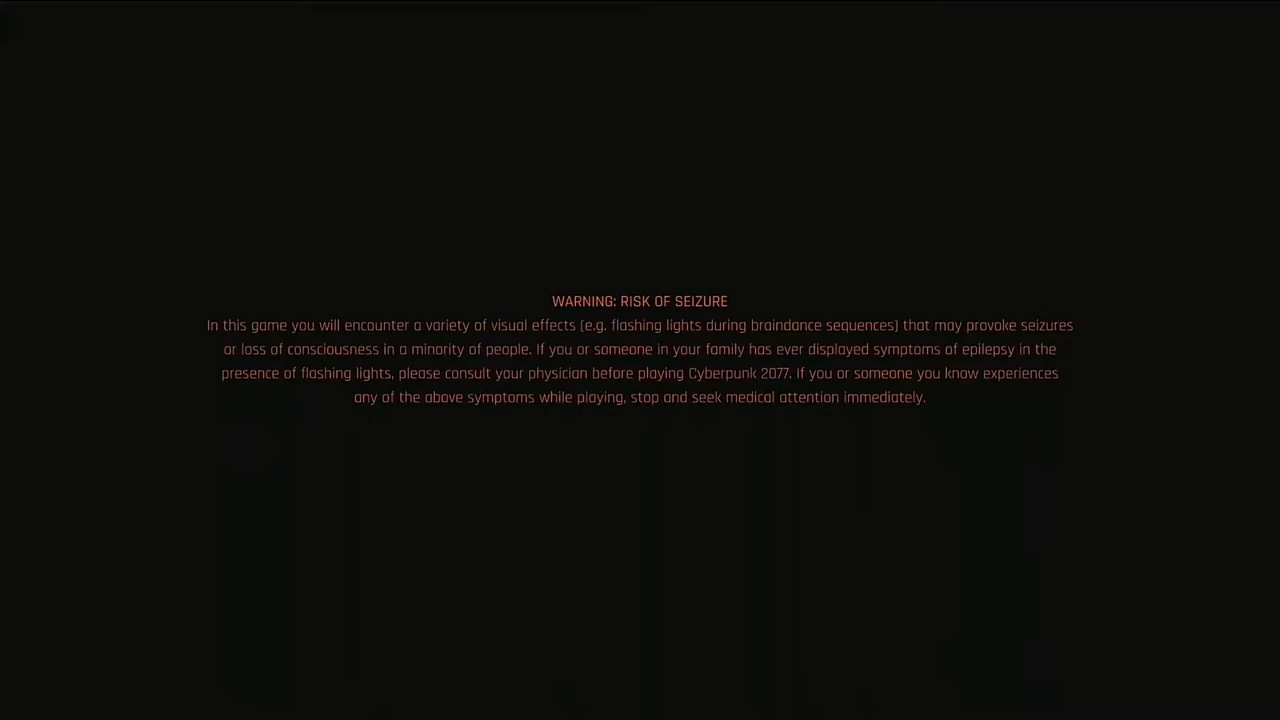 WARNING: RISK OF SEIZURE
In this game you will encounter a variety of visual effects (e.g. flashing lights during braindance sequences) that may provoke seizures
or loss of consciousness in a minority of people. If you or someone in your family has ever displayed symptoms of epilepsy in the
presence of flashing lights, please consult your physician before playing Cyberpunk 2077. If you or someone you know experiences
any of the above symptoms while playing, stop and seek medical attention immediately.